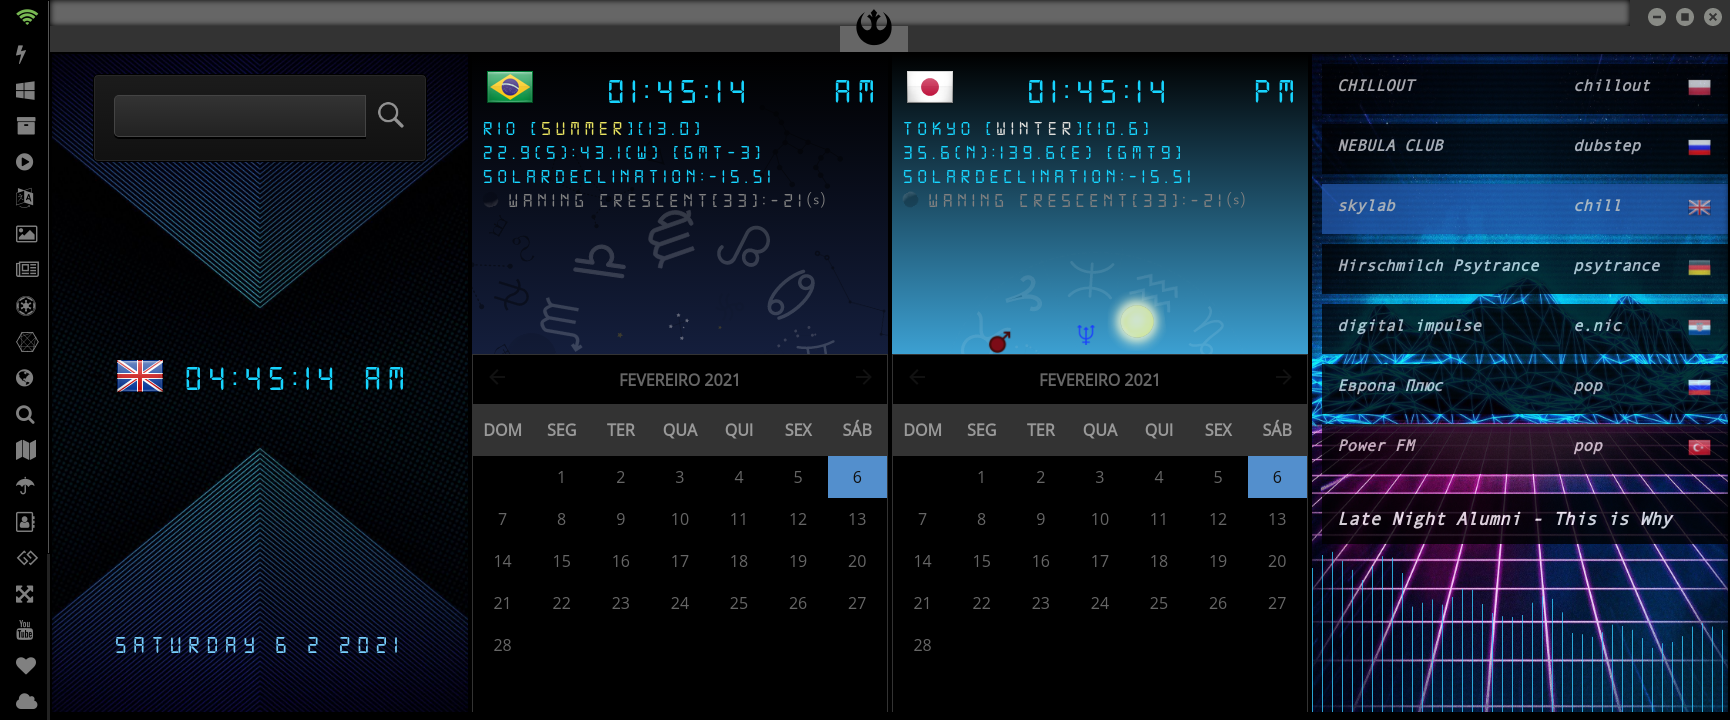 04:45:14 AM
SATURDAY 6 2 2021
01:45:14 AM
RIO [SUMMER][13.0]
22.9(S):43.1(W) [GMT-3]
SOLARDECLINATION:-15.51
WANING CRESCENT[33]:-21(s)
FEVEREIRO 2021
DOM SEG TER QUA QUI SEX SÁB
1 2 3 4 5 6
7 8 9 10 11 12 13
14 15 16 17 18 19 20
21 22 23 24 25 26 27
28
01:45:14 PM
TOKYO [WINTER][10.6]
35.6(N):139.6(E) [GMT9]
SOLARDECLINATION:-15.51
WANING CRESCENT[33]:-21(s)
FEVEREIRO 2021
DOM SEG TER QUA QUI SEX SÁB
1 2 3 4 5 6
7 8 9 10 11 12 13
14 15 16 17 18 19 20
21 22 23 24 25 26 27
28
CHILLOUT chillout
NEBULA CLUB dubstep
skylab chill
Hirschmilch Psytrance psytrance
digital impulse e.nic
Европа Плюс pop
Power FM pop
Late Night Alumni - This is Why
You
Tube